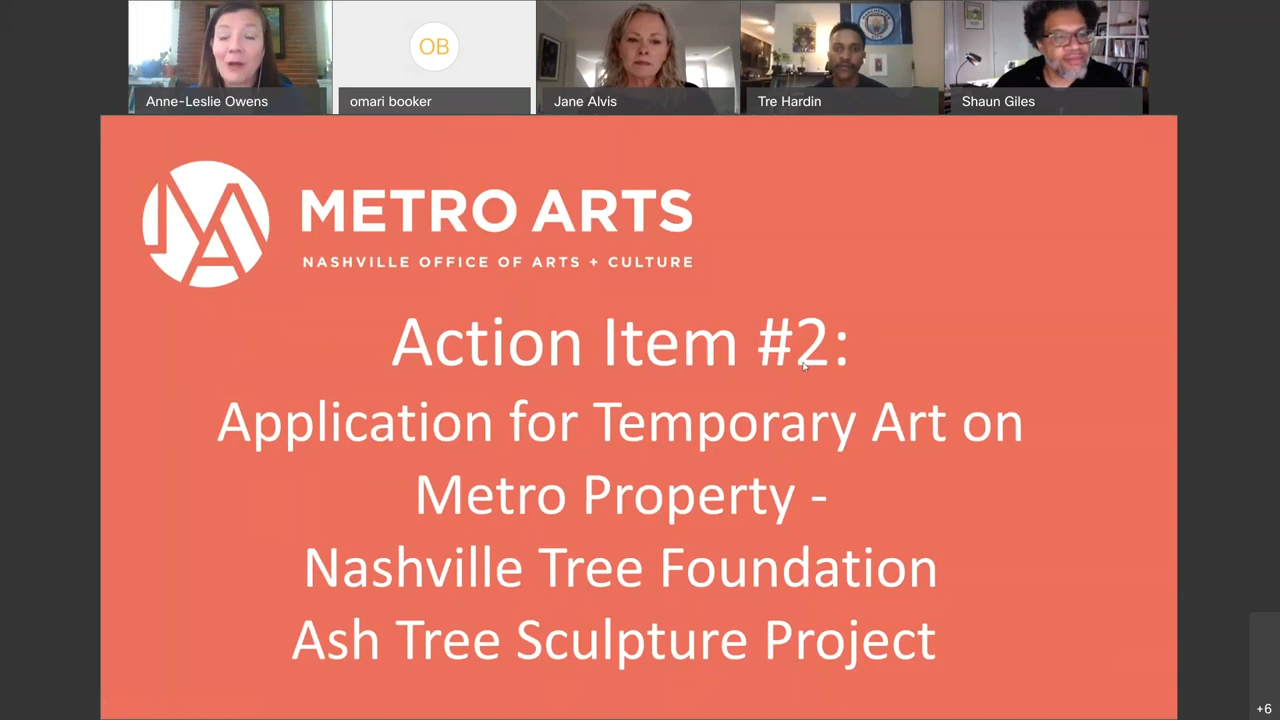 OB
Anne-Leslie Owens
omari booker
Jane Alvis
Tre Hardin
Shaun Giles
MA
METRO ARTS
NASHVILLE OFFICE OF ARTS + CULTURE
Action Item #2:
Application for Temporary Art on
Metro Property -
Nashville Tree Foundation
Ash Tree Sculpture Project
+6